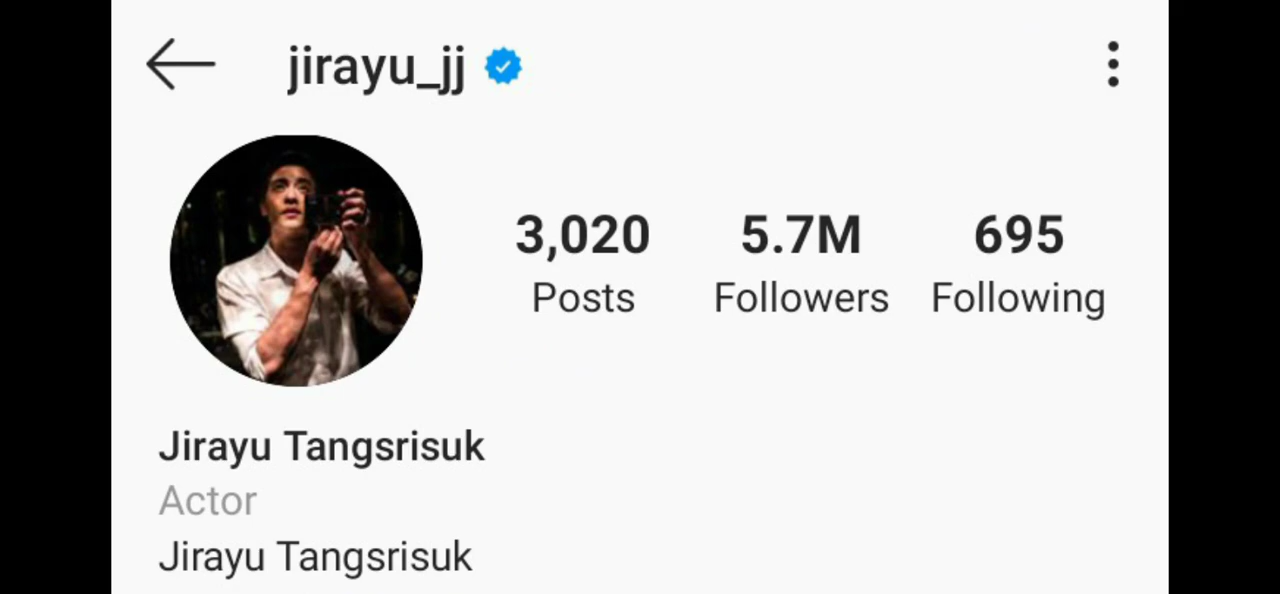 jirayu_jj
3,020 5.7M 695
Posts Followers Following
Jirayu Tangsrisuk
Actor
Jirayu Tangsrisuk